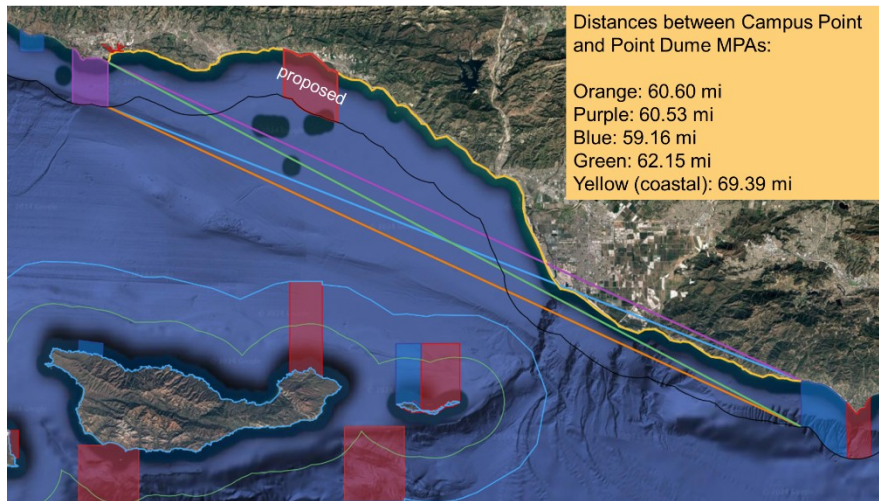 Distances between Campus Point
and Point Dume MPAs:
Orange: 60.60 mi
Purple: 60.53 mi
Blue: 59.16 mi
Green: 62.15 mi
Yellow (coastal): 69.39 mi
proposed